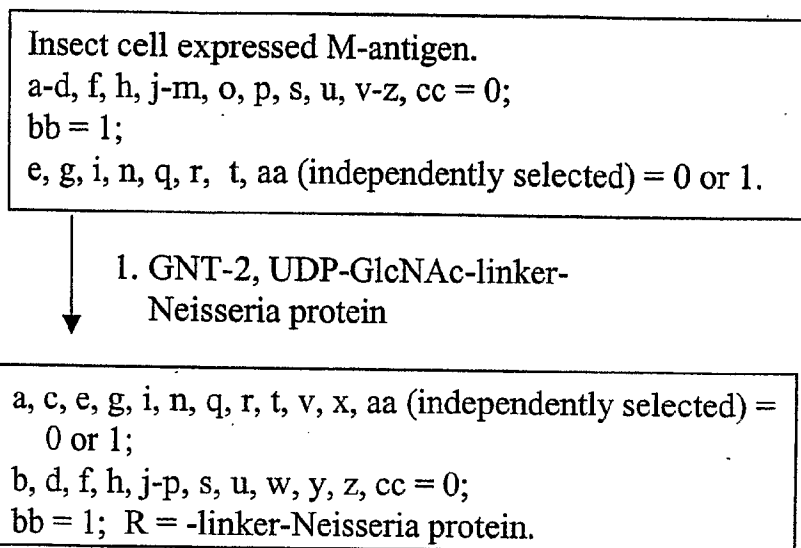 Insect cell expressed M-antigen.
a-d, f, h, j-m, o, p, s, u, v-z, cc = 0;
bb = 1;
e, g, i, n, q, r, t, aa (independently selected) = 0 or 1.
1. GNT-2, UDP-GlcNAc-linker-
Neisseria protein
a, c, e, g, i, n, q, r, t, v, x, aa (independently selected) =
0 or 1;
b, d, f, h, j-p, s, u, w, y, z, cc = 0;
bb = 1; R = -linker-Neisseria protein.